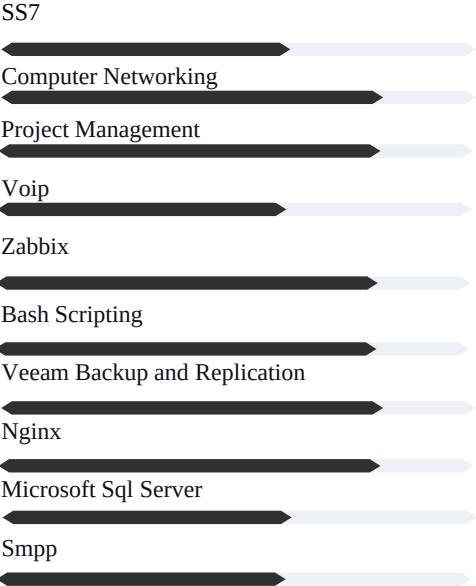 SS7
Computer Networking
Project Management
Voip
Zabbix
Bash Scripting
Veeam Backup and Replication
Nginx
Microsoft Sql Server
Smpp